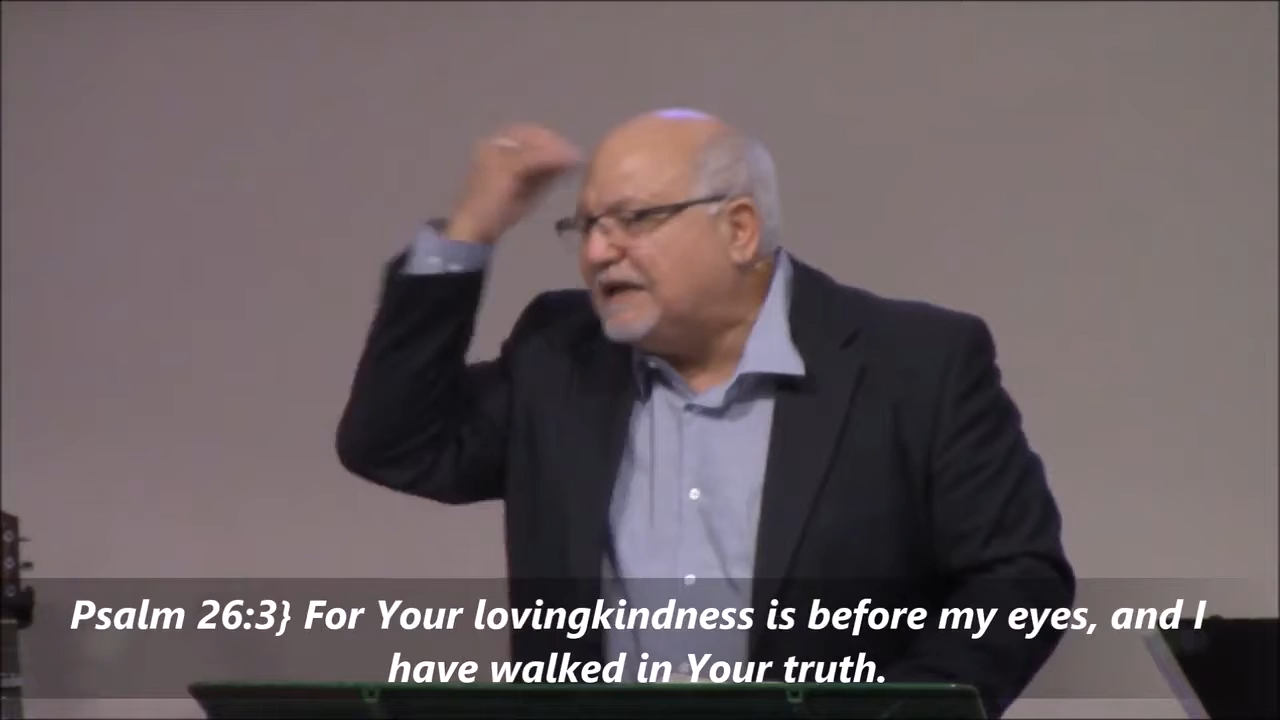 Psalm 26:3} For Your lovingkindness is before my eyes, and I
have walked in Your truth.